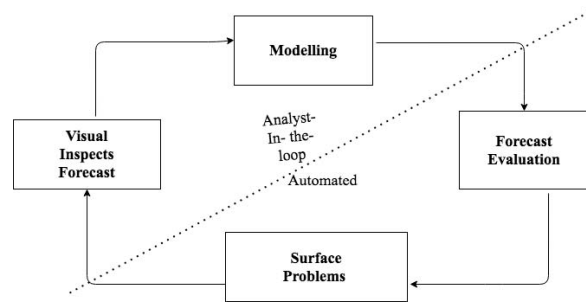 Modelling
Analyst-
In- the-
loop
Automated
Visual
Inspects
Forecast
Forecast
Evaluation
Surface
Problems